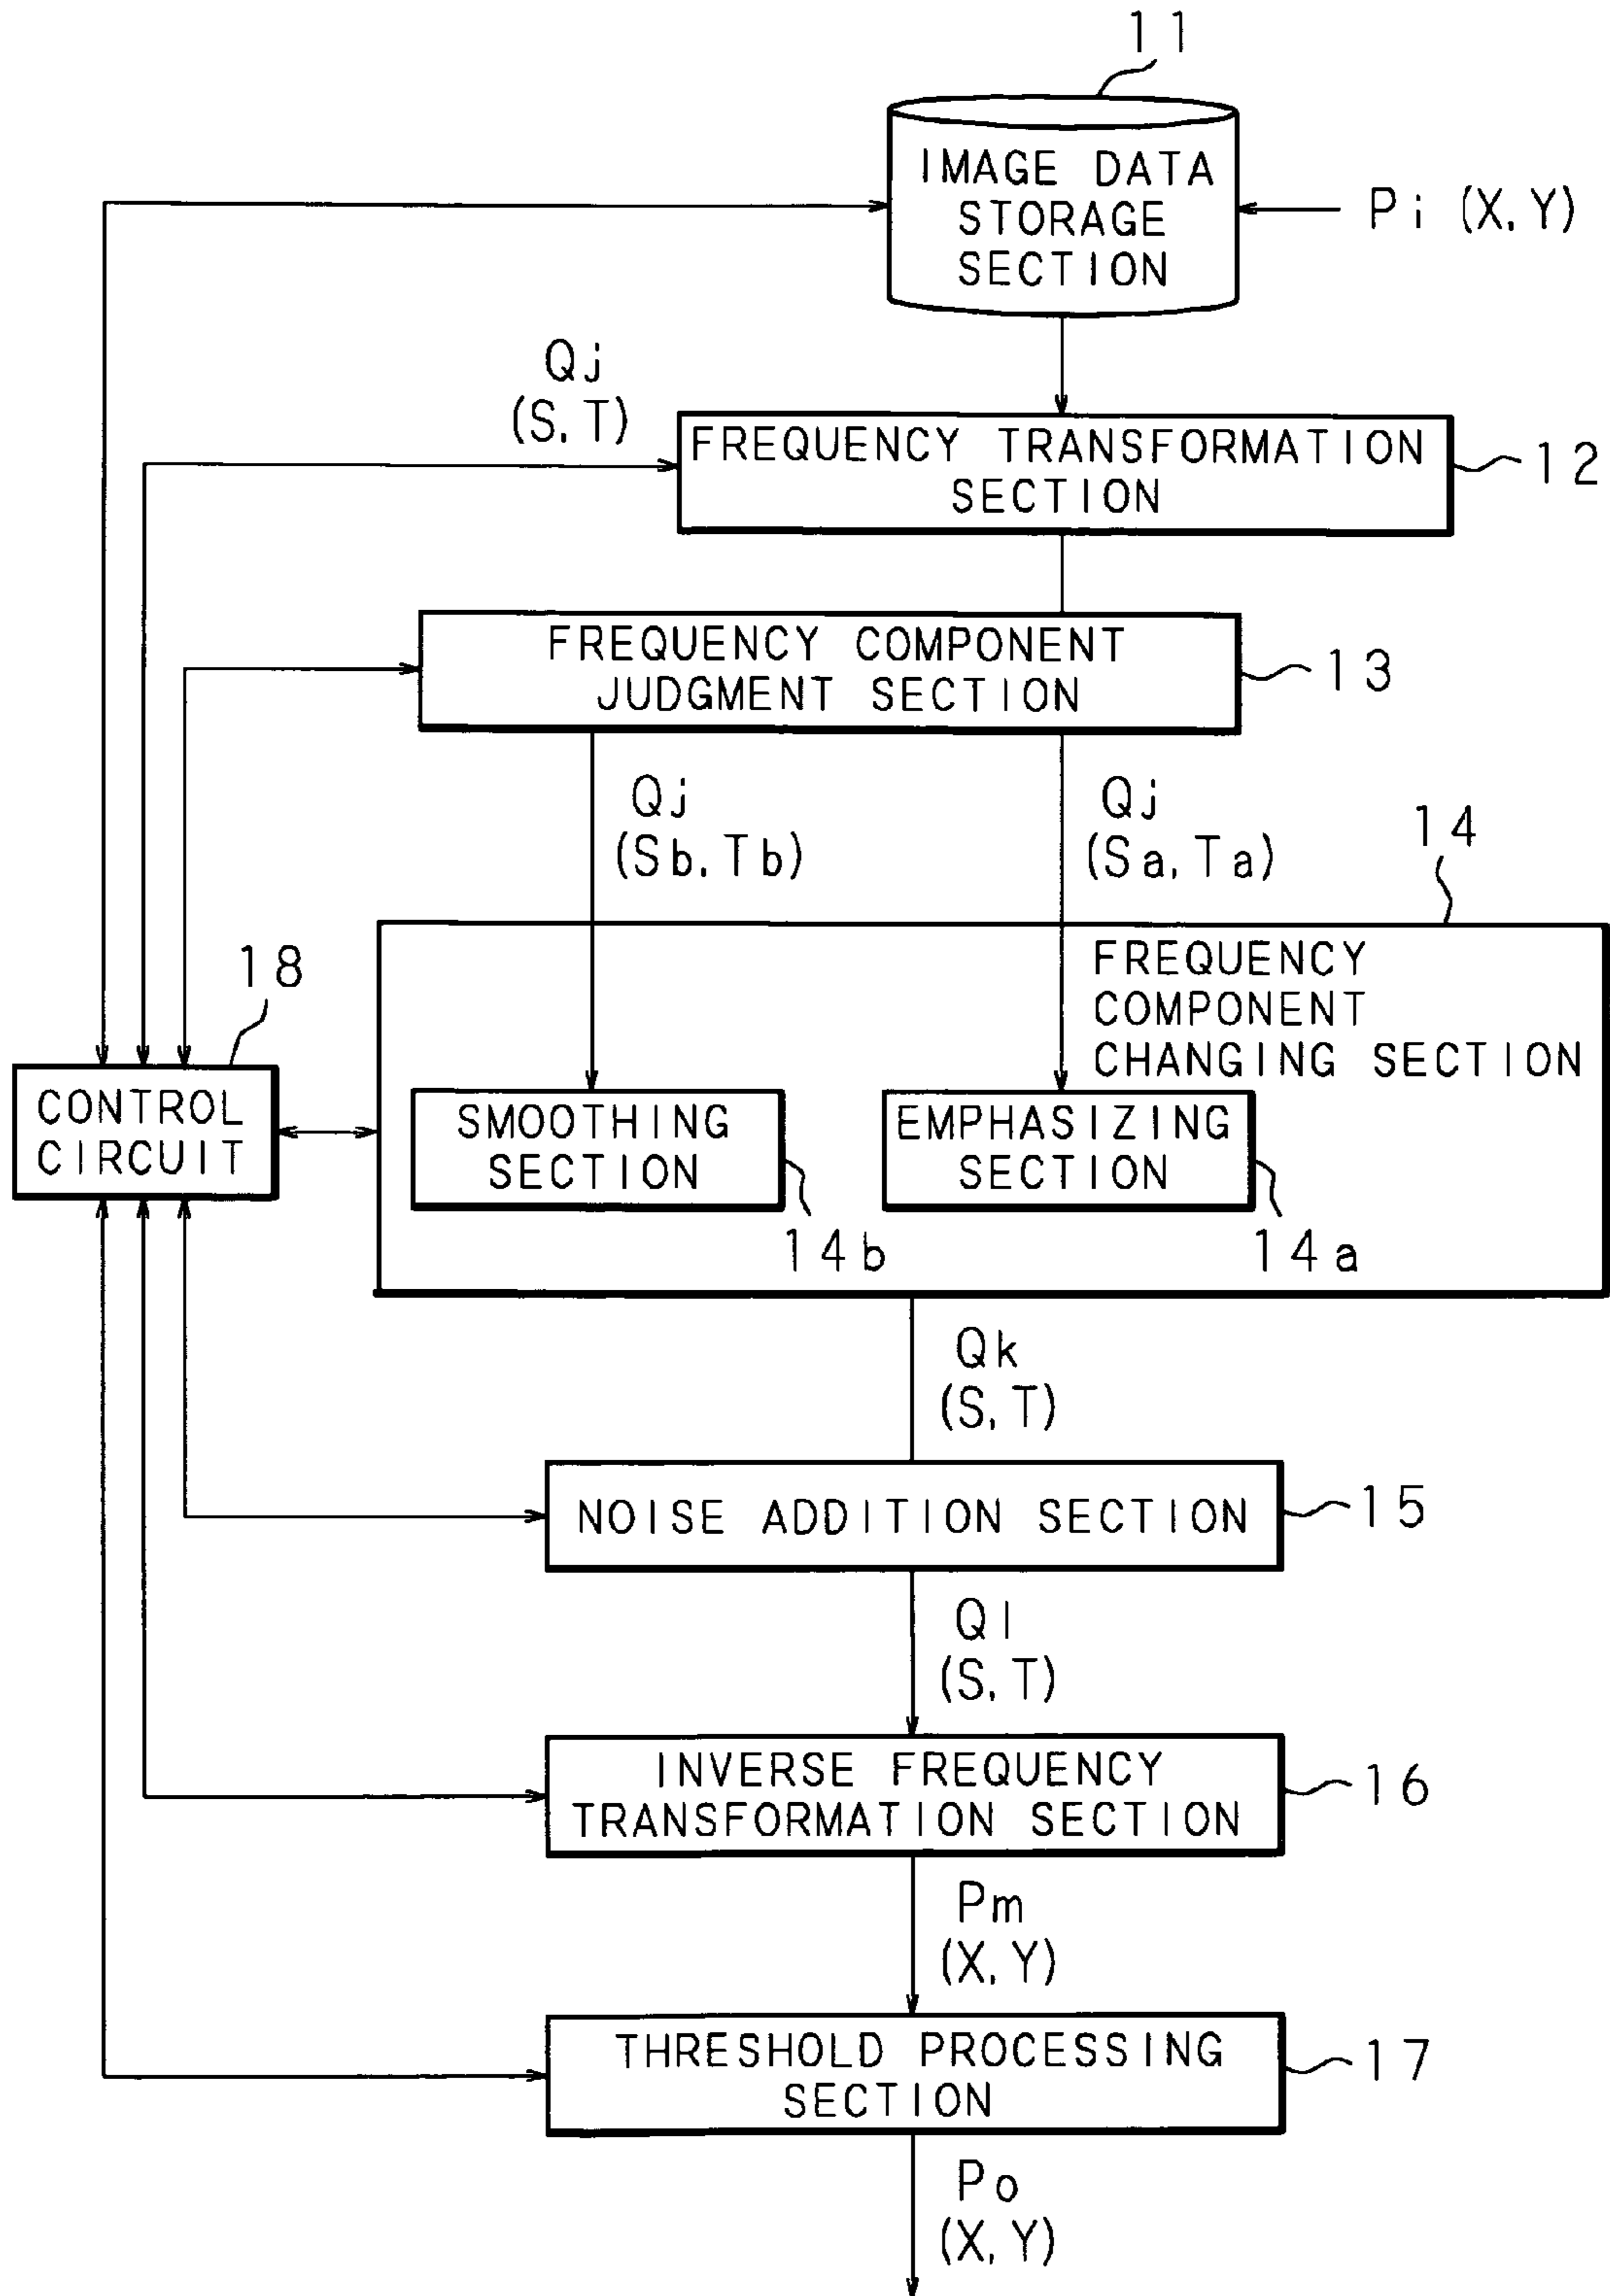 11
IMAGE DATA
STORAGE
SECTION
Pi (X, Y)
Qj
(S, T)
FREQUENCY TRANSFORMATION
SECTION
12
FREQUENCY COMPONENT
JUDGMENT SECTION
13
Qj
(Sb, Tb)
Qj
(Sa, Ta)
14
FREQUENCY
COMPONENT
CHANGING SECTION
18
CONTROL
CIRCUIT
SMOOTHING
SECTION
14b
EMPHASIZING
SECTION
14a
Qk
(S, T)
NOISE ADDITION SECTION
15
Ql
(S, T)
INVERSE FREQUENCY
TRANSFORMATION SECTION
16
Pm
(X, Y)
THRESHOLD PROCESSING
SECTION
17
Po
(X, Y)